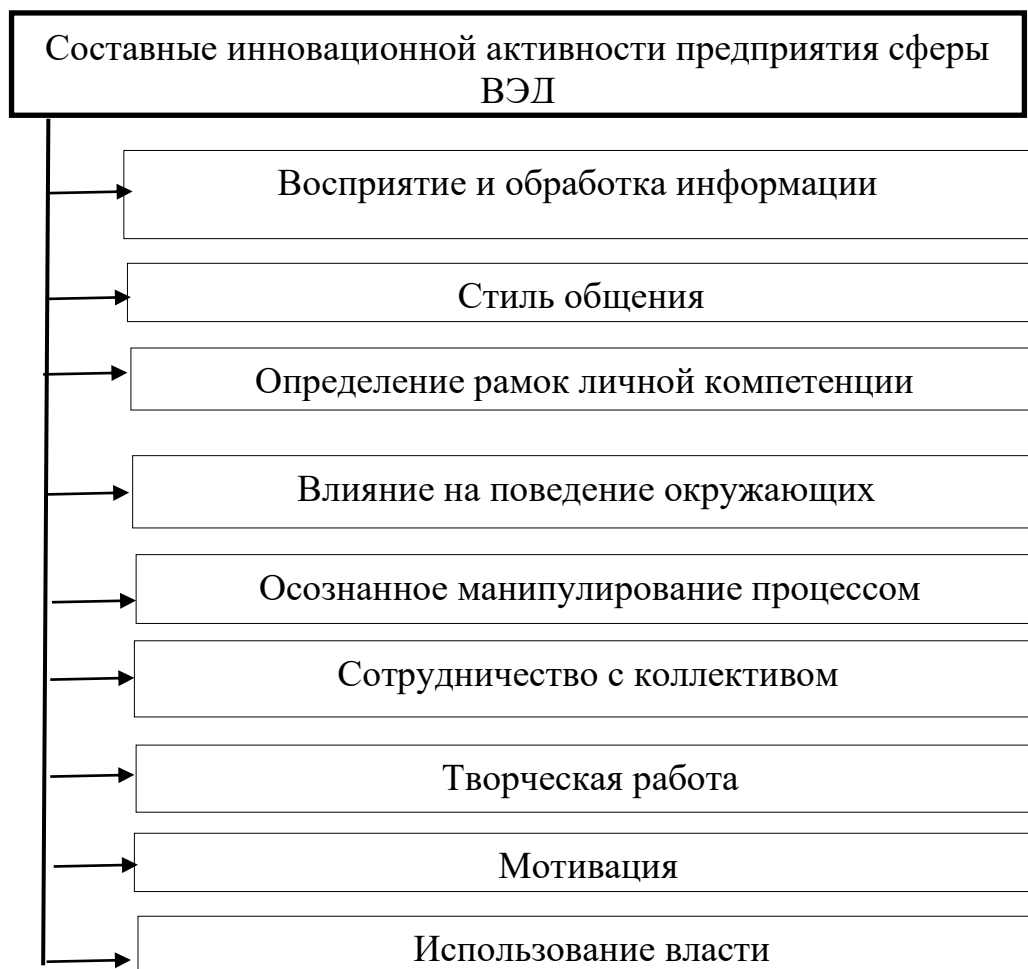 Составные инновационной активности предприятия сферы
ВЭД
Восприятие и обработка информации
Стиль общения
Определение рамок личной компетенции
Влияние на поведение окружающих
Осознанное манипулирование процессом
Сотрудничество с коллективом
Творческая работа
Мотивация
Использование власти